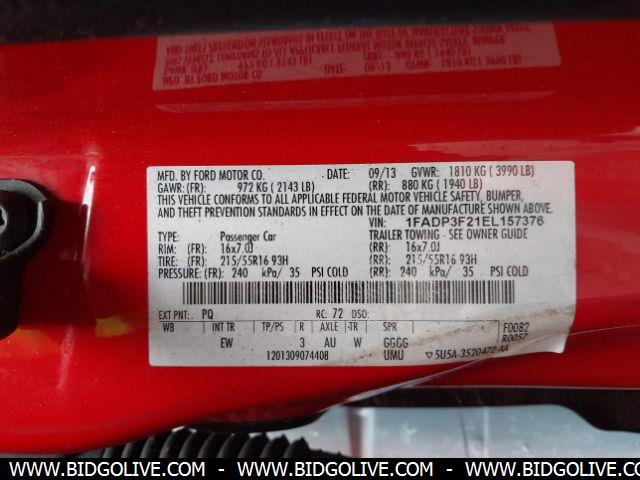 MFD. BY FORD MOTOR CO. DATE: 09/13 GVWR: 1810 KG ( 3990 LB)
GAWR: (FR): 972 KG ( 2143 LB) (RR): 880 KG ( 1940 LB)
THIS VEHICLE CONFORMS TO ALL APPLICABLE FEDERAL MOTOR VEHICLE SAFETY, BUMPER,
AND THEFT PREVENTION STANDARDS IN EFFECT ON THE DATE OF MANUFACTURE SHOWN ABOVE.
VIN: 1FADP3F21EL157376
TYPE: Passenger Car TRAILER TOWING - SEE OWNER GUIDE
RIM: (FR) 16x7.0J (RR) 16x7.0J
TIRE: (FR) 215/55R16 93H (RR) 215/55R16 93H
PRESSURE: (FR) 240 kPa/ 35 PSI COLD (RR) 240 kPa/ 35 PSI COLD
EXT PNT: PQ RC: 72 DSO:
WB INT TR TP/PS R AXLE TR SPR F0082
EW 3 AU W GGGG R0057
1201309074408 UMU ▽5U5A-3520472-AA
WWW.BIDGOLIVE.COM - WWW.BIDGOLIVE.COM - WWW.BIDGOLIVE.COM